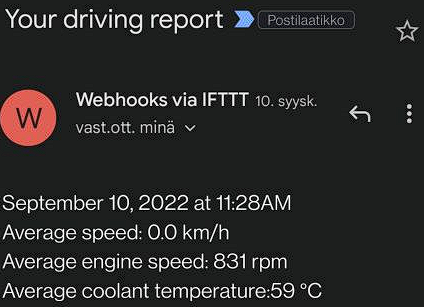 Your driving report Postilaatikko
W
Webhooks via IFTTT 10. syysk.
vast.ott. minä
September 10, 2022 at 11:28AM
Average speed: 0.0 km/h
Average engine speed: 831 rpm
Average coolant temperature:59 °C